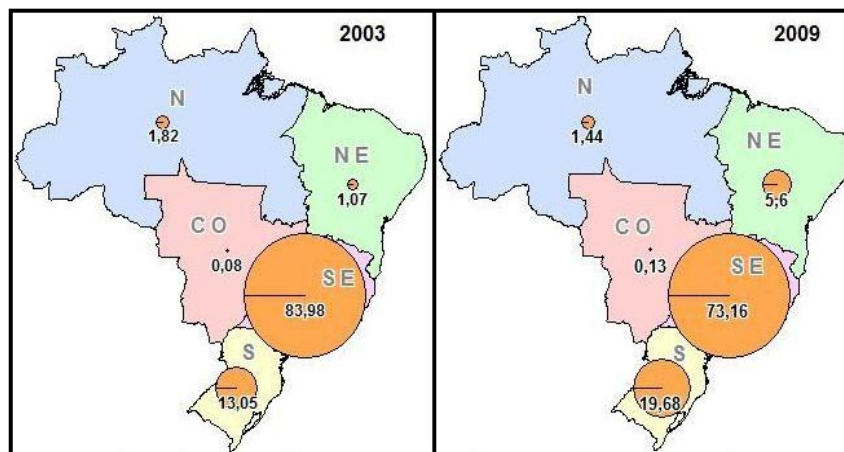 2003
N
1,82
NE
1,07
CO
0,08
SE
83,98
S
13,05
2009
N
1,44
NE
5,6
CO
0,13
SE
73,16
S
19,68